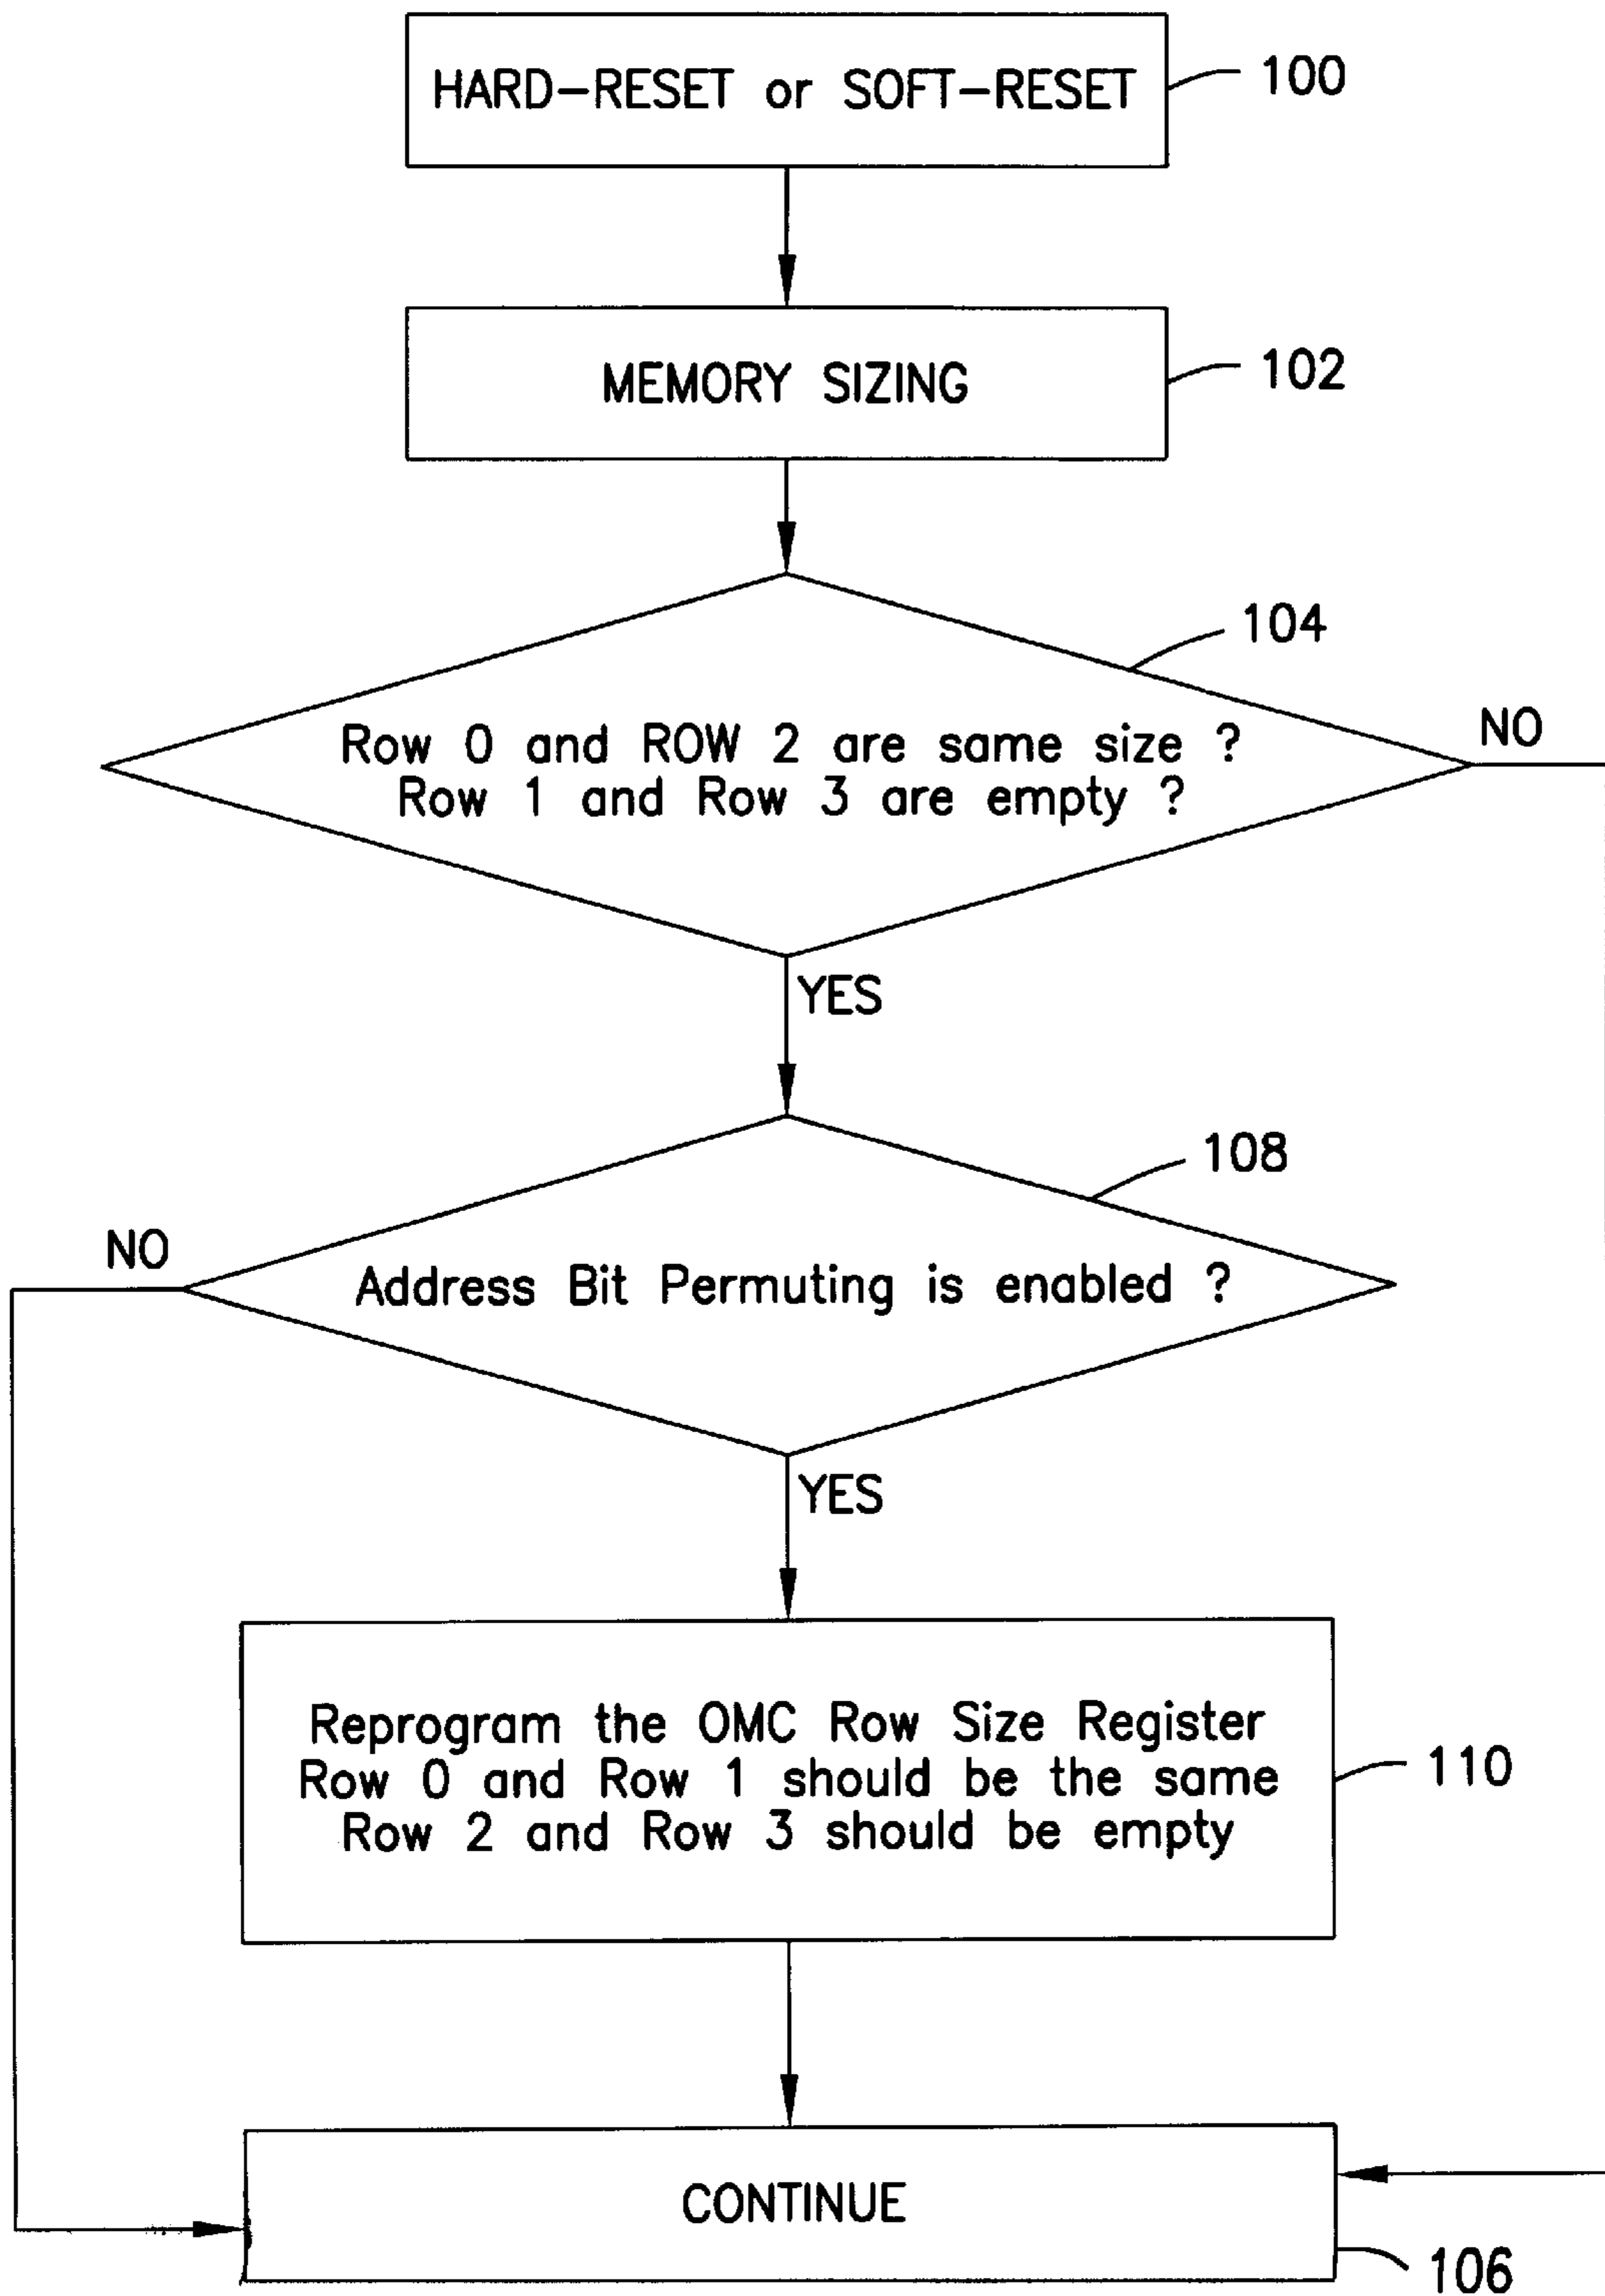 HARD-RESET or SOFT-RESET
100
MEMORY SIZING
102
104
Row 0 and ROW 2 are same size ?
Row 1 and Row 3 are empty ?
NO
YES
108
NO
Address Bit Permuting is enabled ?
YES
Reprogram the OMC Row Size Register
Row 0 and Row 1 should be the same
Row 2 and Row 3 should be empty
110
CONTINUE
106